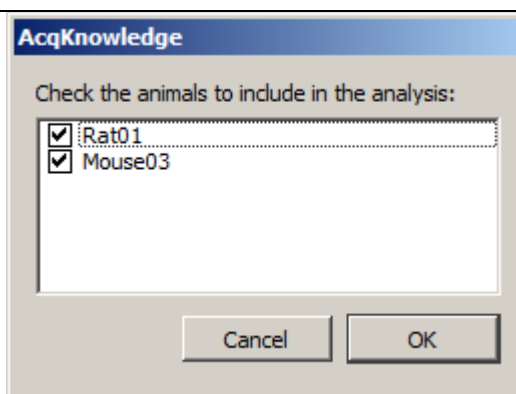 AcqKnowledge
Check the animals to include in the analysis:
Rat01
Mouse03
Cancel OK